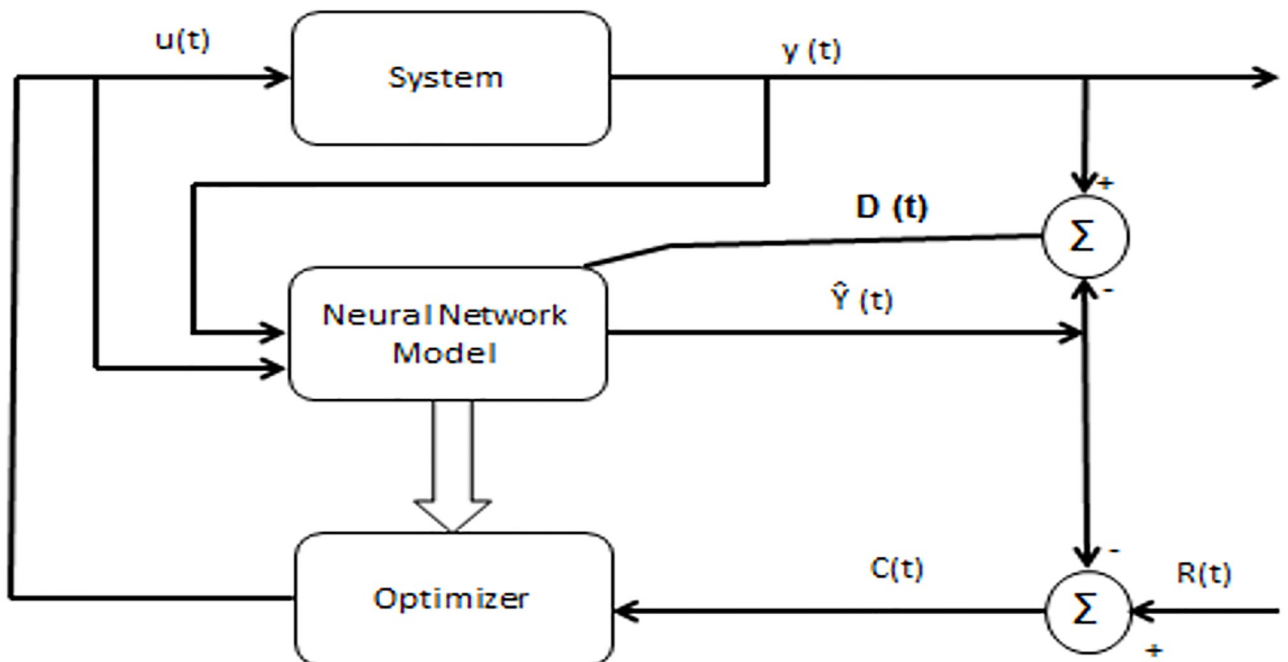 u(t)
System
y (t)
+
D (t)
Σ
-
Ŷ (t)
Neural Network
Model
-
Optimizer
C(t)
Σ
R(t)
+